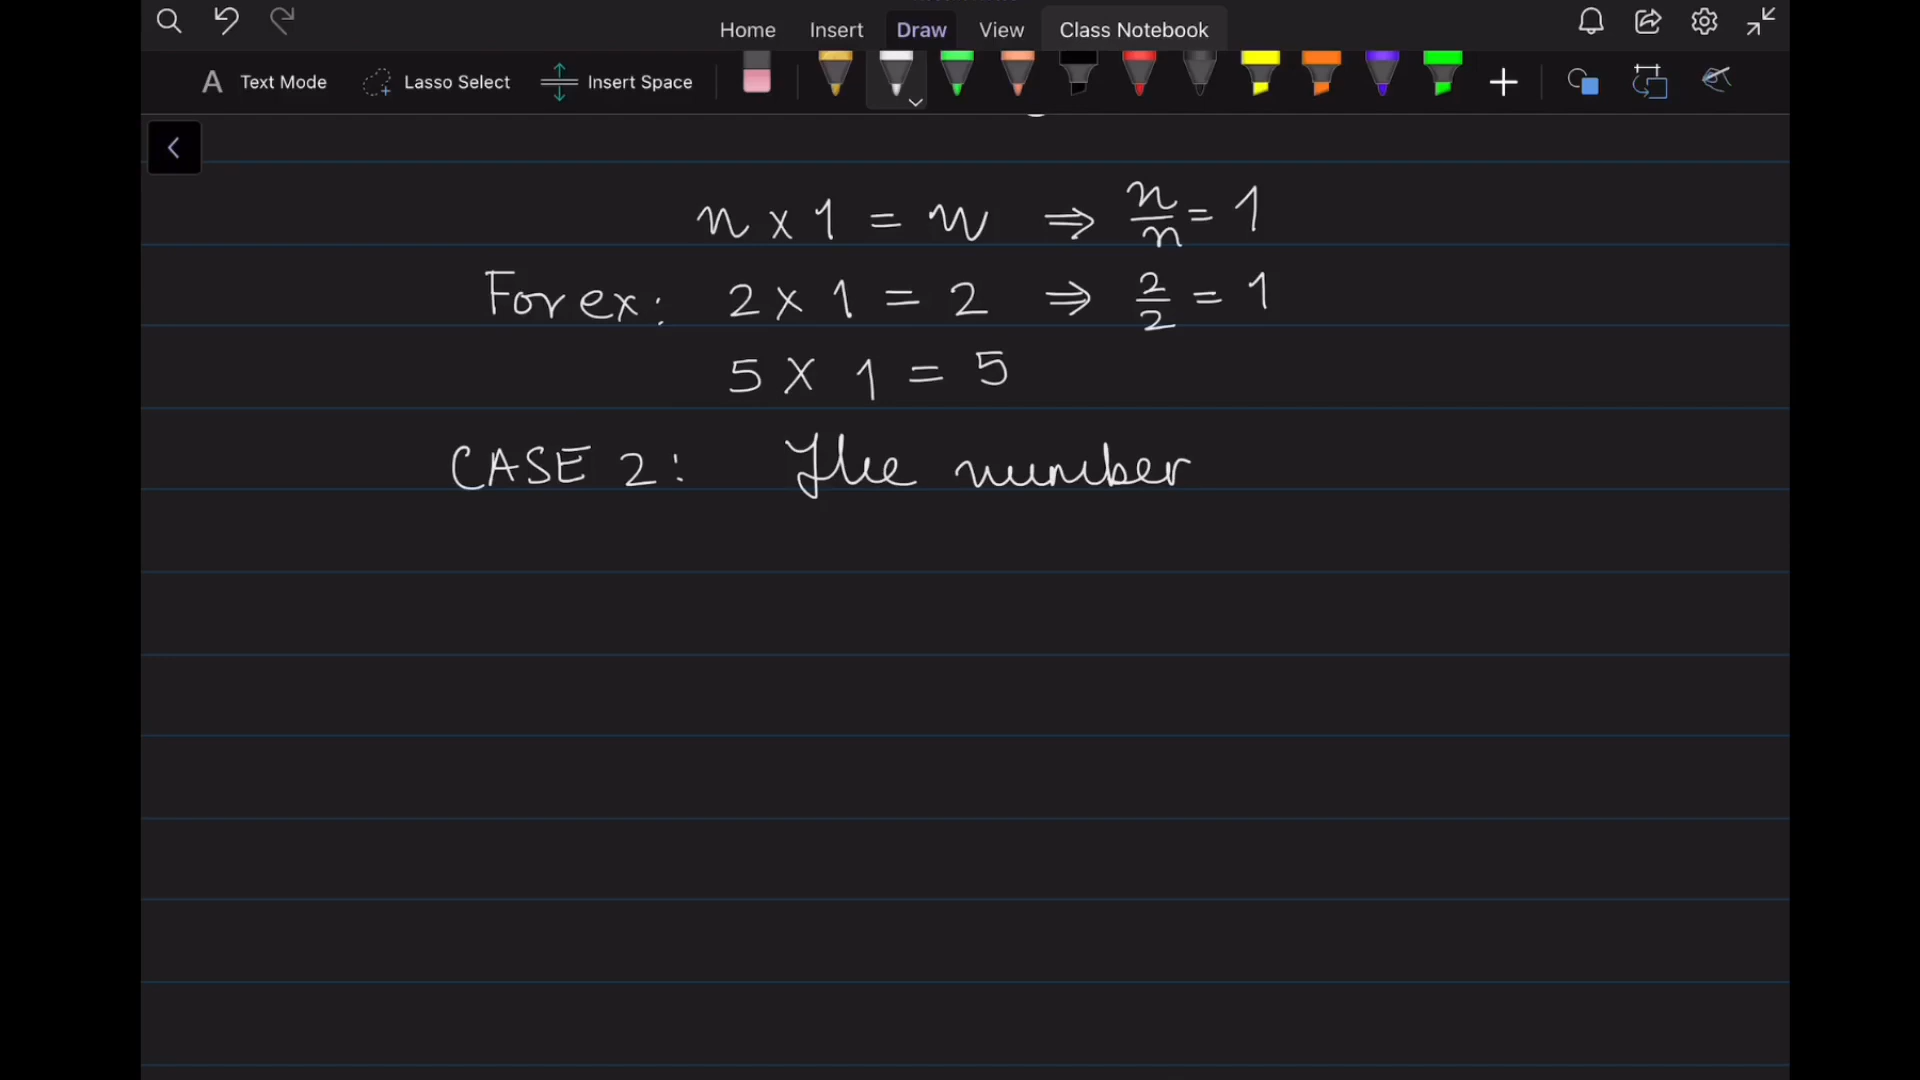 Home Insert Draw View Class Notebook
A Text Mode Lasso Select Insert Space
n x 1 = n ⇒ n/n = 1
For ex: 2 x 1 = 2 ⇒ 2/2 = 1
5 X 1 = 5
CASE 2: The number